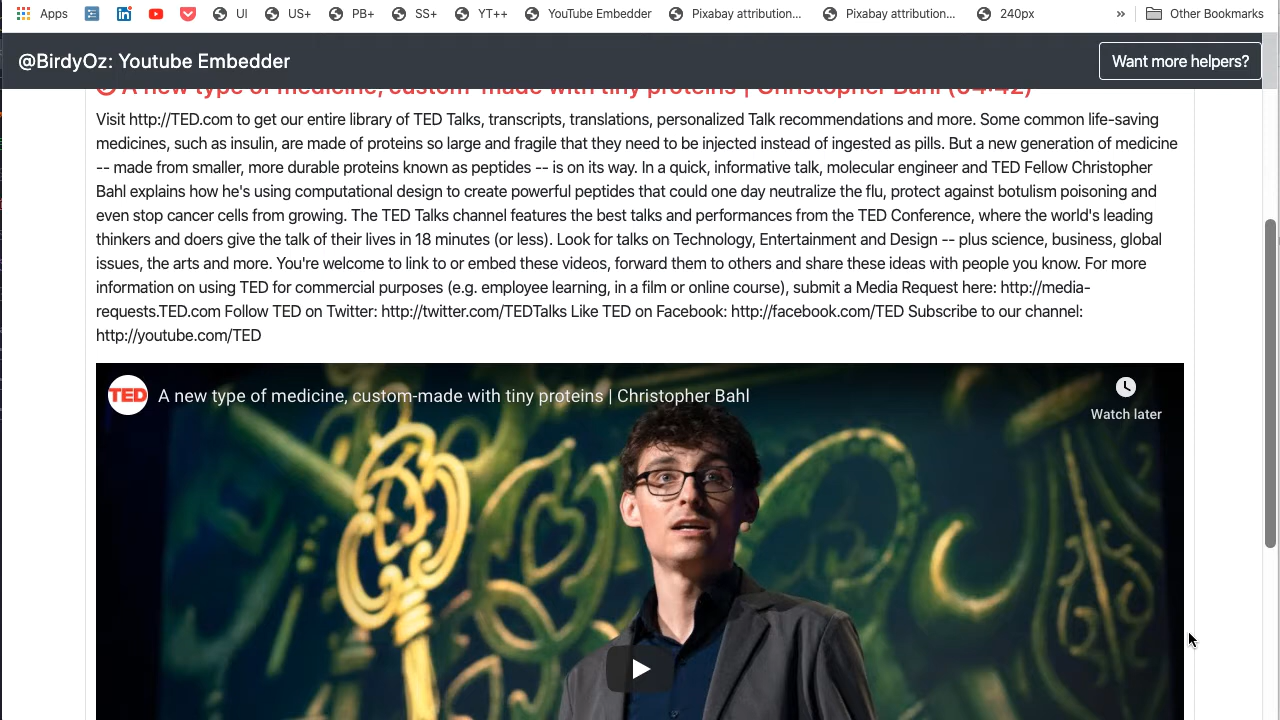 Apps UI US+ PB+ SS+ YT++ YouTube Embedder Pixabay attribution... Pixabay attribution... 240px » Other Bookmarks
@BirdyOz: Youtube Embedder Want more helpers?
A new type of medicine, custom-made with tiny proteins | Christopher Bahl (04:42)
Visit http://TED.com to get our entire library of TED Talks, transcripts, translations, personalized Talk recommendations and more. Some common life-saving
medicines, such as insulin, are made of proteins so large and fragile that they need to be injected instead of ingested as pills. But a new generation of medicine
-- made from smaller, more durable proteins known as peptides -- is on its way. In a quick, informative talk, molecular engineer and TED Fellow Christopher
Bahl explains how he's using computational design to create powerful peptides that could one day neutralize the flu, protect against botulism poisoning and
even stop cancer cells from growing. The TED Talks channel features the best talks and performances from the TED Conference, where the world's leading
thinkers and doers give the talk of their lives in 18 minutes (or less). Look for talks on Technology, Entertainment and Design -- plus science, business, global
issues, the arts and more. You're welcome to link to or embed these videos, forward them to others and share these ideas with people you know. For more
information on using TED for commercial purposes (e.g. employee learning, in a film or online course), submit a Media Request here: http://media-
requests.TED.com Follow TED on Twitter: http://twitter.com/TEDTalks Like TED on Facebook: http://facebook.com/TED Subscribe to our channel:
http://youtube.com/TED
TED A new type of medicine, custom-made with tiny proteins | Christopher Bahl
Watch later